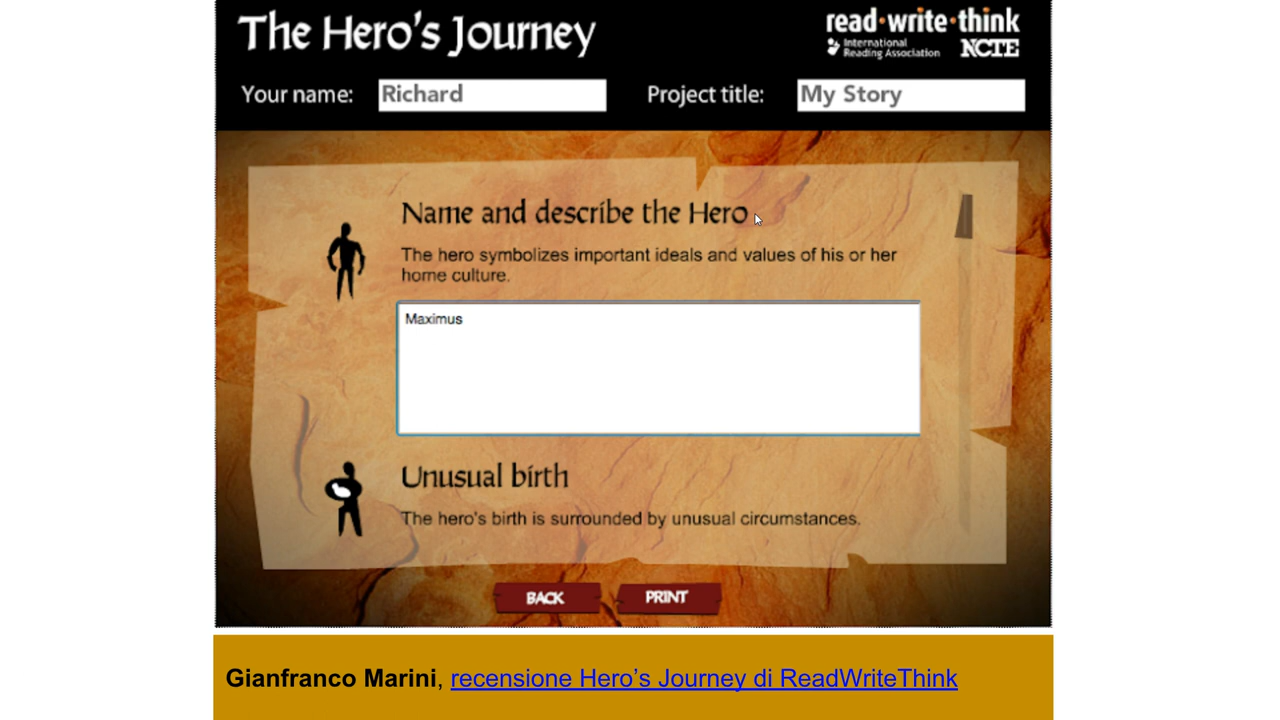 The Hero's Journey
read·write·think
International
Reading Association
NCTE
Your name: Richard
Project title: My Story
Name and describe the Hero
The hero symbolizes important ideals and values of his or her
home culture.
Maximus
Unusual birth
The hero's birth is surrounded by unusual circumstances.
BACK
PRINT
Gianfranco Marini, recensione Hero’s Journey di ReadWriteThink